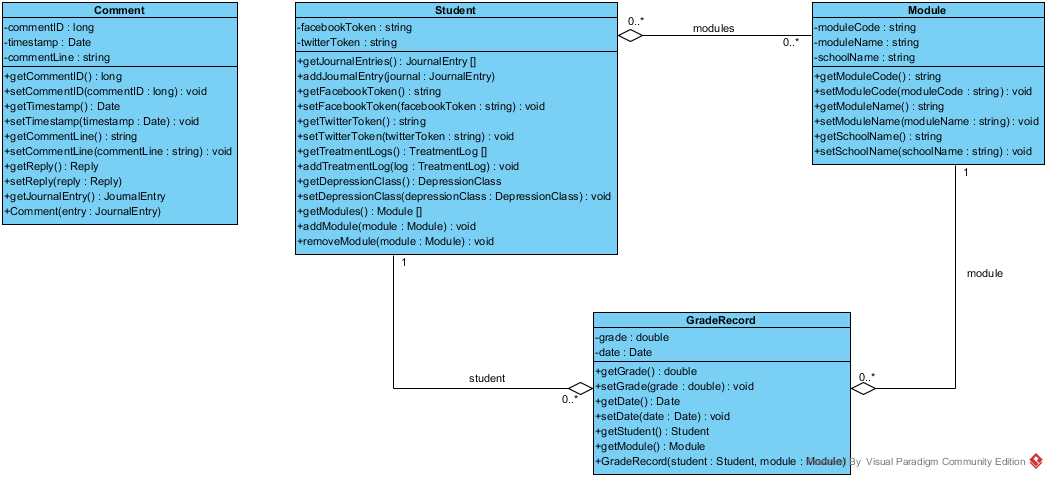 Comment
-commentID : long
-timestamp : Date
-commentLine : string
+getCommentID() : long
+setCommentID(commentID : long) : void
+getTimestamp() : Date
+setTimestamp(timestamp : Date) : void
+getCommentLine() : string
+setCommentLine(commentLine : string) : void
+getReply() : Reply
+setReply(reply : Reply)
+getJournalEntry() : JournalEntry
+Comment(entry : JournalEntry)
Student
-facebookToken : string
-twitterToken : string
+getJournalEntries() : JournalEntry []
+addJournalEntry(journal : JournalEntry)
+getFacebookToken() : string
+setFacebookToken(facebookToken : string) : void
+getTwitterToken() : string
+setTwitterToken(twitterToken : string) : void
+getTreatmentLogs() : TreatmentLog []
+addTreatmentLog(log : TreatmentLog) : void
+getDepressionClass() : DepressionClass
+setDepressionClass(depressionClass : DepressionClass) : void
+getModules() : Module []
+addModule(module : Module) : void
+removeModule(module : Module) : void
0..*
modules
0..*
Module
-moduleCode : string
-moduleName : string
-schoolName : string
+getModuleCode() : string
+setModuleCode(moduleCode : string) : void
+getModuleName() : string
+setModuleName(moduleName : string) : void
+getSchoolName() : string
+setSchoolName(schoolName : string) : void
1
1
module
student
0..*
0..*
GradeRecord
-grade : double
-date : Date
+getGrade() : double
+setGrade(grade : double) : void
+getDate() : Date
+setDate(date : Date) : void
+getStudent() : Student
+getModule() : Module
+GradeRecord(student : Student, module : Module)
By Visual Paradigm Community Edition